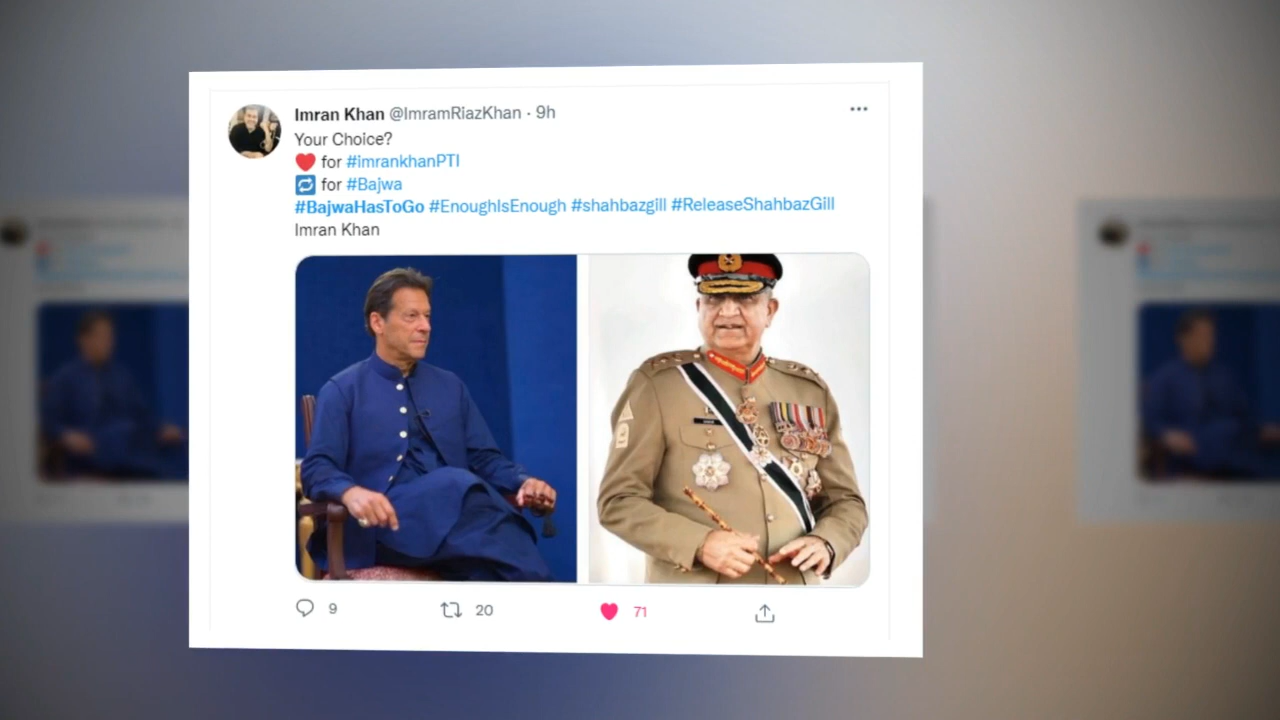 Imran Khan @ImramRiazKhan · 9h
Your Choice?
❤️ for #imrankhanPTI
🔁 for #Bajwa
#BajwaHasToGo #EnoughIsEnough #shahbazgill #ReleaseShahbazGill
Imran Khan
9 20 71